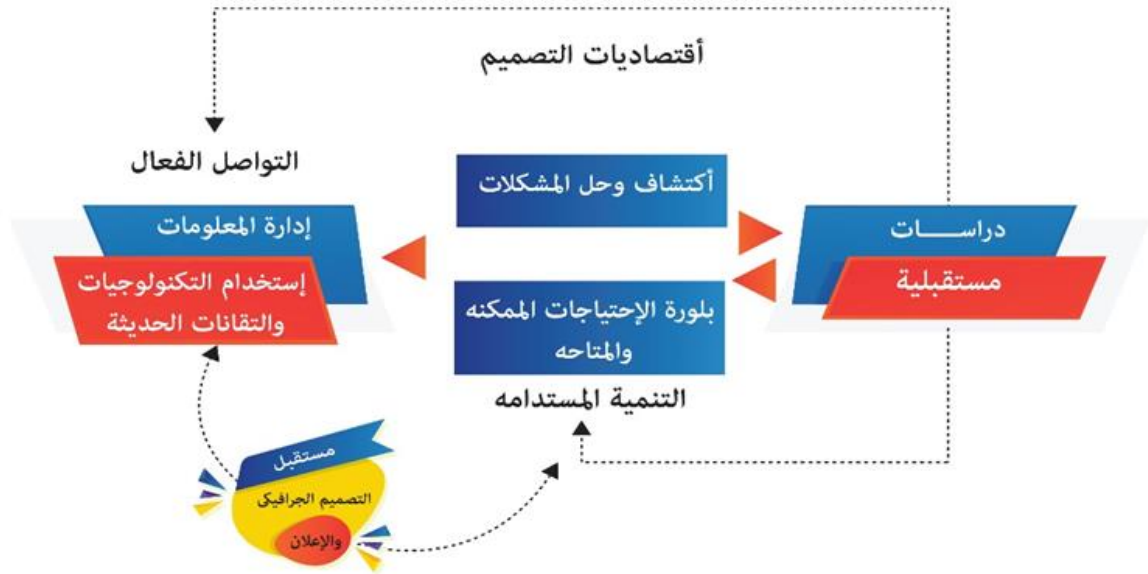 أقتصاديات التصميم
التواصل الفعال
أكتشاف وحل المشكلات
دراســـات
مستقبلية
إدارة المعلومات
إستخدام التكنولوجيات
والتقانات الحديثة
بلورة الإحتياجات الممكنه
والمتاحه
التنمية المستدامه
مستقبل
التصميم الجرافيكى
والإعلان